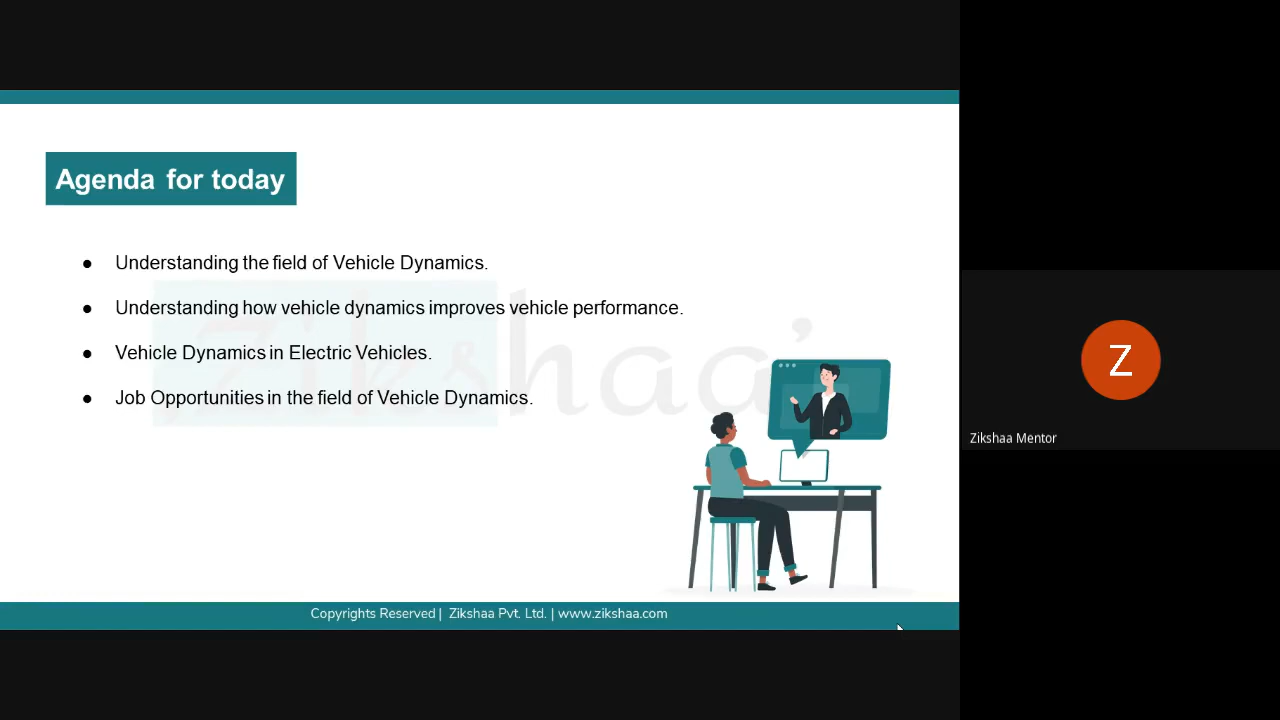 Agenda for today
● Understanding the field of Vehicle Dynamics.
● Understanding how vehicle dynamics improves vehicle performance.
● Vehicle Dynamics in Electric Vehicles.
● Job Opportunities in the field of Vehicle Dynamics.
Zikshaa'
Copyrights Reserved | Zikshaa Pvt. Ltd. | www.zikshaa.com
Z
Zikshaa Mentor